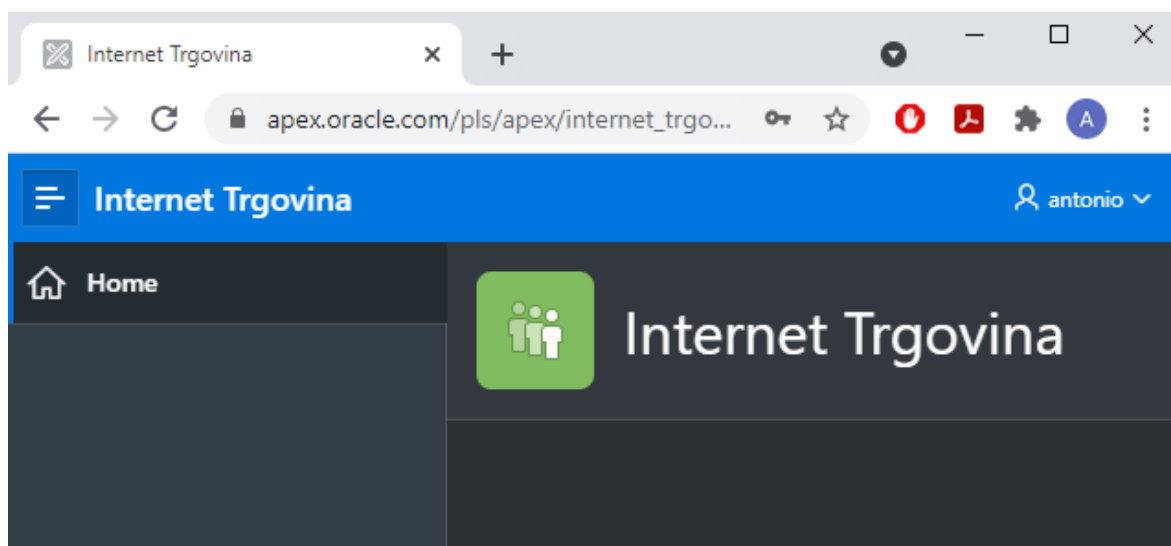 Internet Trgovina
apex.oracle.com/pls/apex/internet_trgo...
A
Internet Trgovina
antonio
Home
Internet Trgovina